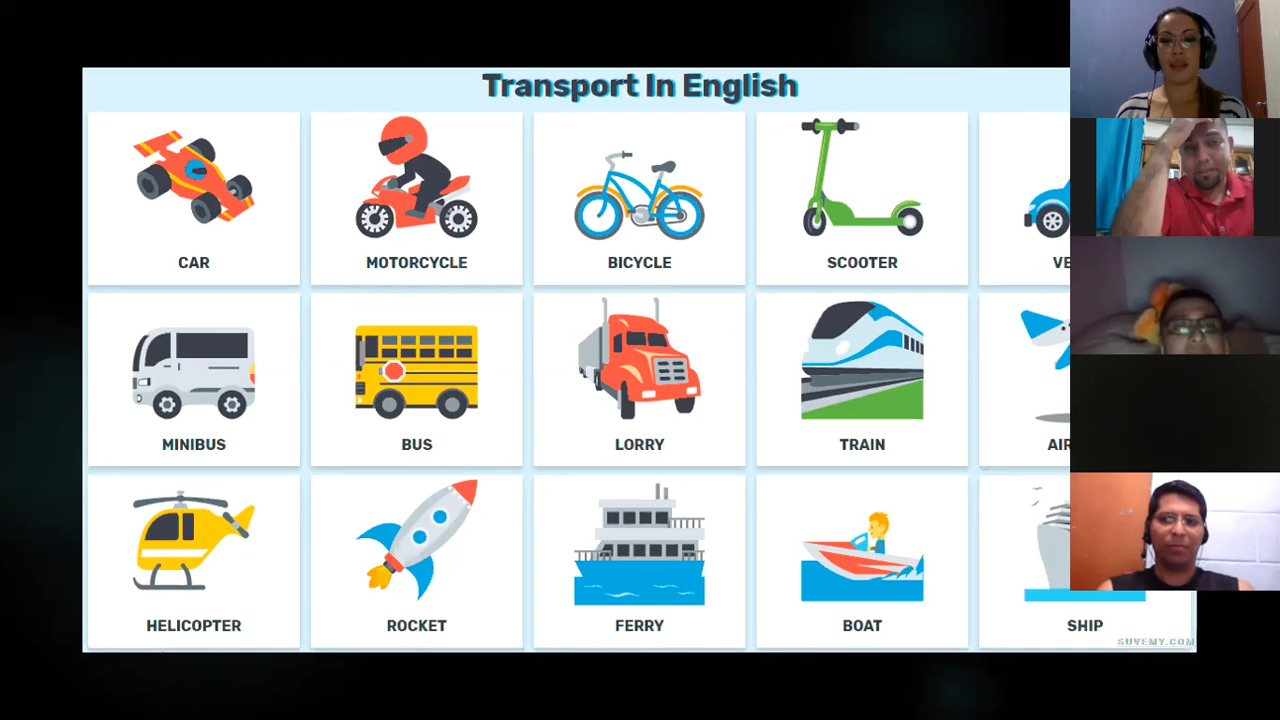 Transport In English
CAR MOTORCYCLE BICYCLE SCOOTER
MINIBUS BUS LORRY TRAIN
HELICOPTER ROCKET FERRY BOAT SHIP
SUVEMY.COM